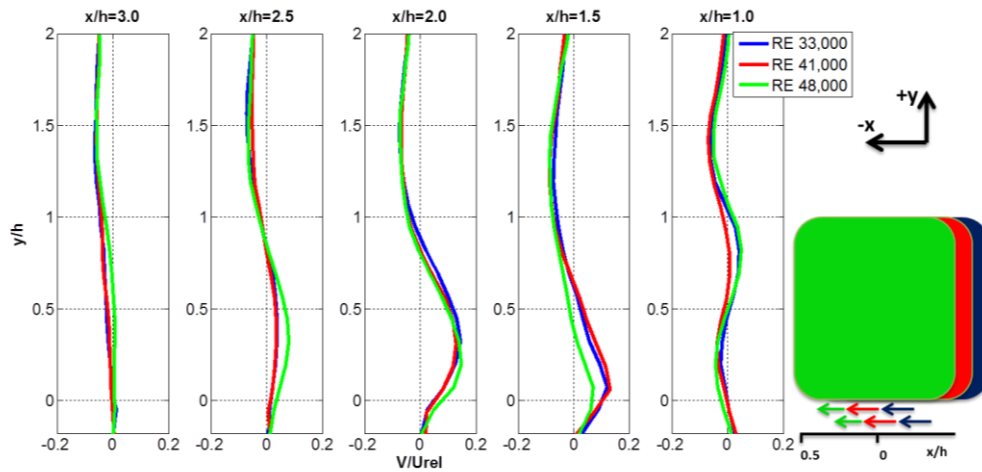 x/h=3.0 x/h=2.5 x/h=2.0 x/h=1.5 x/h=1.0
2 2 2 2 2
RE 33,000
RE 41,000
RE 48,000
+y
-x
1.5 1.5 1.5 1.5 1.5
y/h
1 1 1 1 1
0.5 0.5 0.5 0.5 0.5
0 0 0 0 0
-0.2 0 0.2 -0.2 0 0.2 -0.2 0 0.2 -0.2 0 0.2 -0.2 0 0.2
V/Urel
0.5 0 x/h